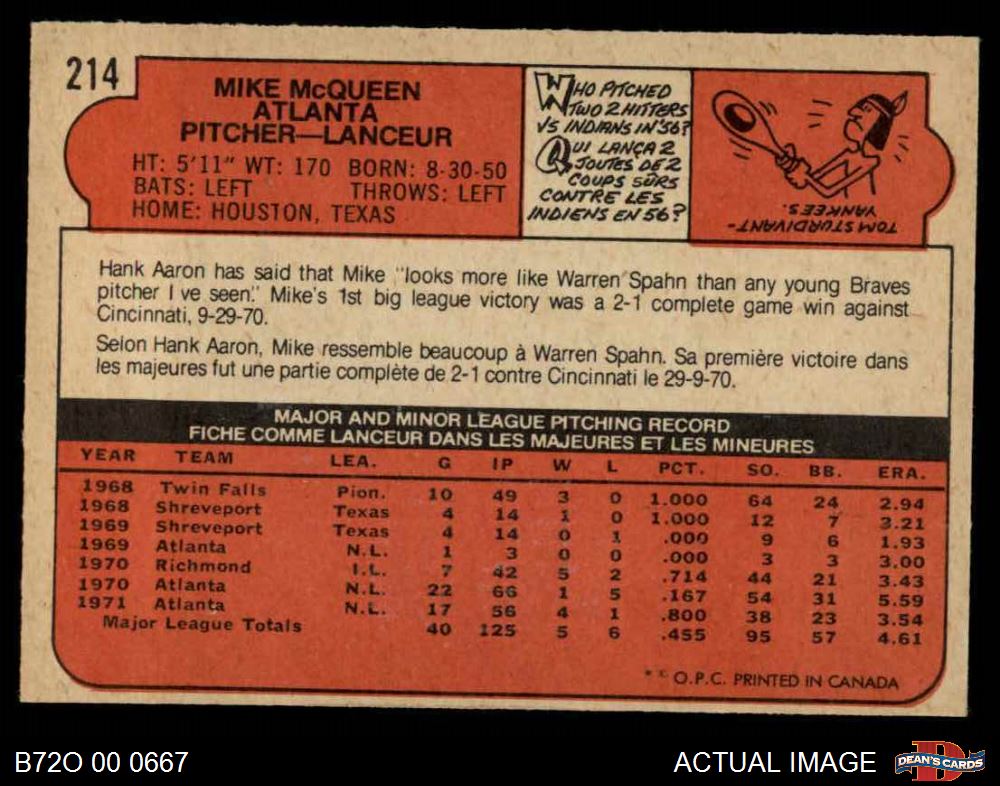 214
MIKE McQUEEN
ATLANTA
PITCHER—LANCEUR
HT: 5'11" WT: 170 BORN: 8-30-50
BATS: LEFT THROWS: LEFT
HOME: HOUSTON, TEXAS
WHO PITCHED
TWO 2 HITTERS
VS INDIANS IN '56?
QUI LANÇA 2
JOUTES DE 2
COUPS SÛRS
CONTRE LES
INDIENS EN 56?
TOM STURDIVANT-
YANKEES.
Hank Aaron has said that Mike "looks more like Warren Spahn than any young Braves
pitcher I ve seen." Mike's 1st big league victory was a 2-1 complete game win against
Cincinnati, 9-29-70.
Selon Hank Aaron, Mike ressemble beaucoup à Warren Spahn. Sa première victoire dans
les majeures fut une partie complète de 2-1 contre Cincinnati le 29-9-70.
MAJOR AND MINOR LEAGUE PITCHING RECORD
FICHE COMME LANCEUR DANS LES MAJEURES ET LES MINEURES
YEAR TEAM LEA. G IP W L PCT. SO. BB. ERA.
1968 Twin Falls Pion. 10 49 3 0 1.000 64 24 2.94
1968 Shreveport Texas 4 14 1 0 1.000 12 7 3.21
1969 Shreveport Texas 4 14 0 1 .000 9 6 1.93
1969 Atlanta N.L. 1 3 0 0 .000 3 3 3.00
1970 Richmond I.L. 7 42 5 2 .714 44 21 3.43
1970 Atlanta N.L. 22 66 1 5 .167 54 31 5.59
1971 Atlanta N.L. 17 56 4 1 .800 38 23 3.54
Major League Totals 40 125 5 6 .455 95 57 4.61
* © O.P.C. PRINTED IN CANADA
B72O 00 0667
ACTUAL IMAGE
DEAN'S CARDS